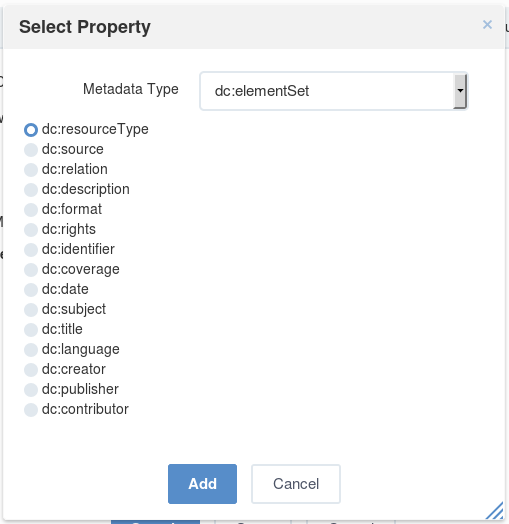 Select Property
×
Metadata Type
dc:elementSet
dc:resourceType
dc:source
dc:relation
dc:description
dc:format
dc:rights
dc:identifier
dc:coverage
dc:date
dc:subject
dc:title
dc:language
dc:creator
dc:publisher
dc:contributor
Add Cancel